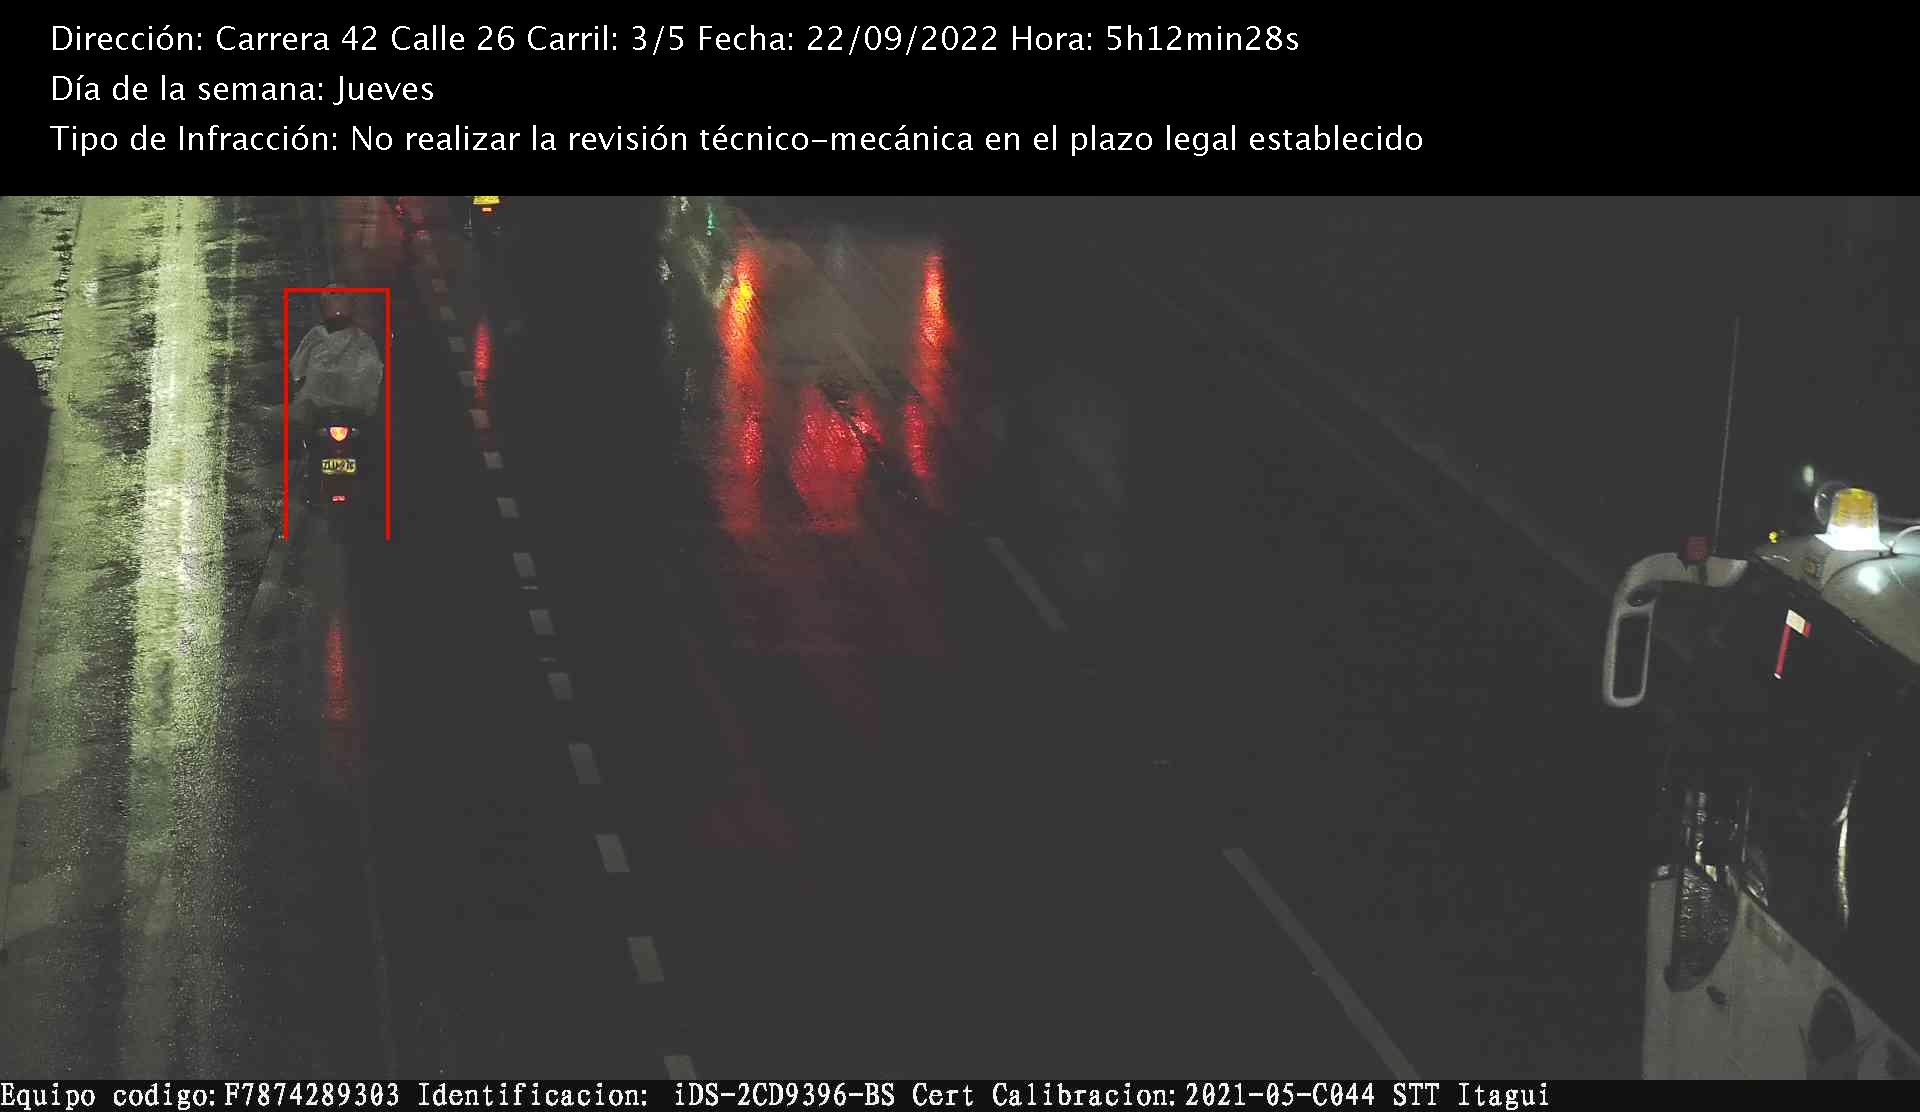 Dirección: Carrera 42 Calle 26 Carril: 3/5 Fecha: 22/09/2022 Hora: 5h12min28s
Día de la semana: Jueves
Tipo de Infracción: No realizar la revisión técnico-mecánica en el plazo legal establecido
Equipo codigo: F7874289303 Identificacion: iDS-2CD9396-BS Cert Calibracion: 2021-05-C044 STT Itagui